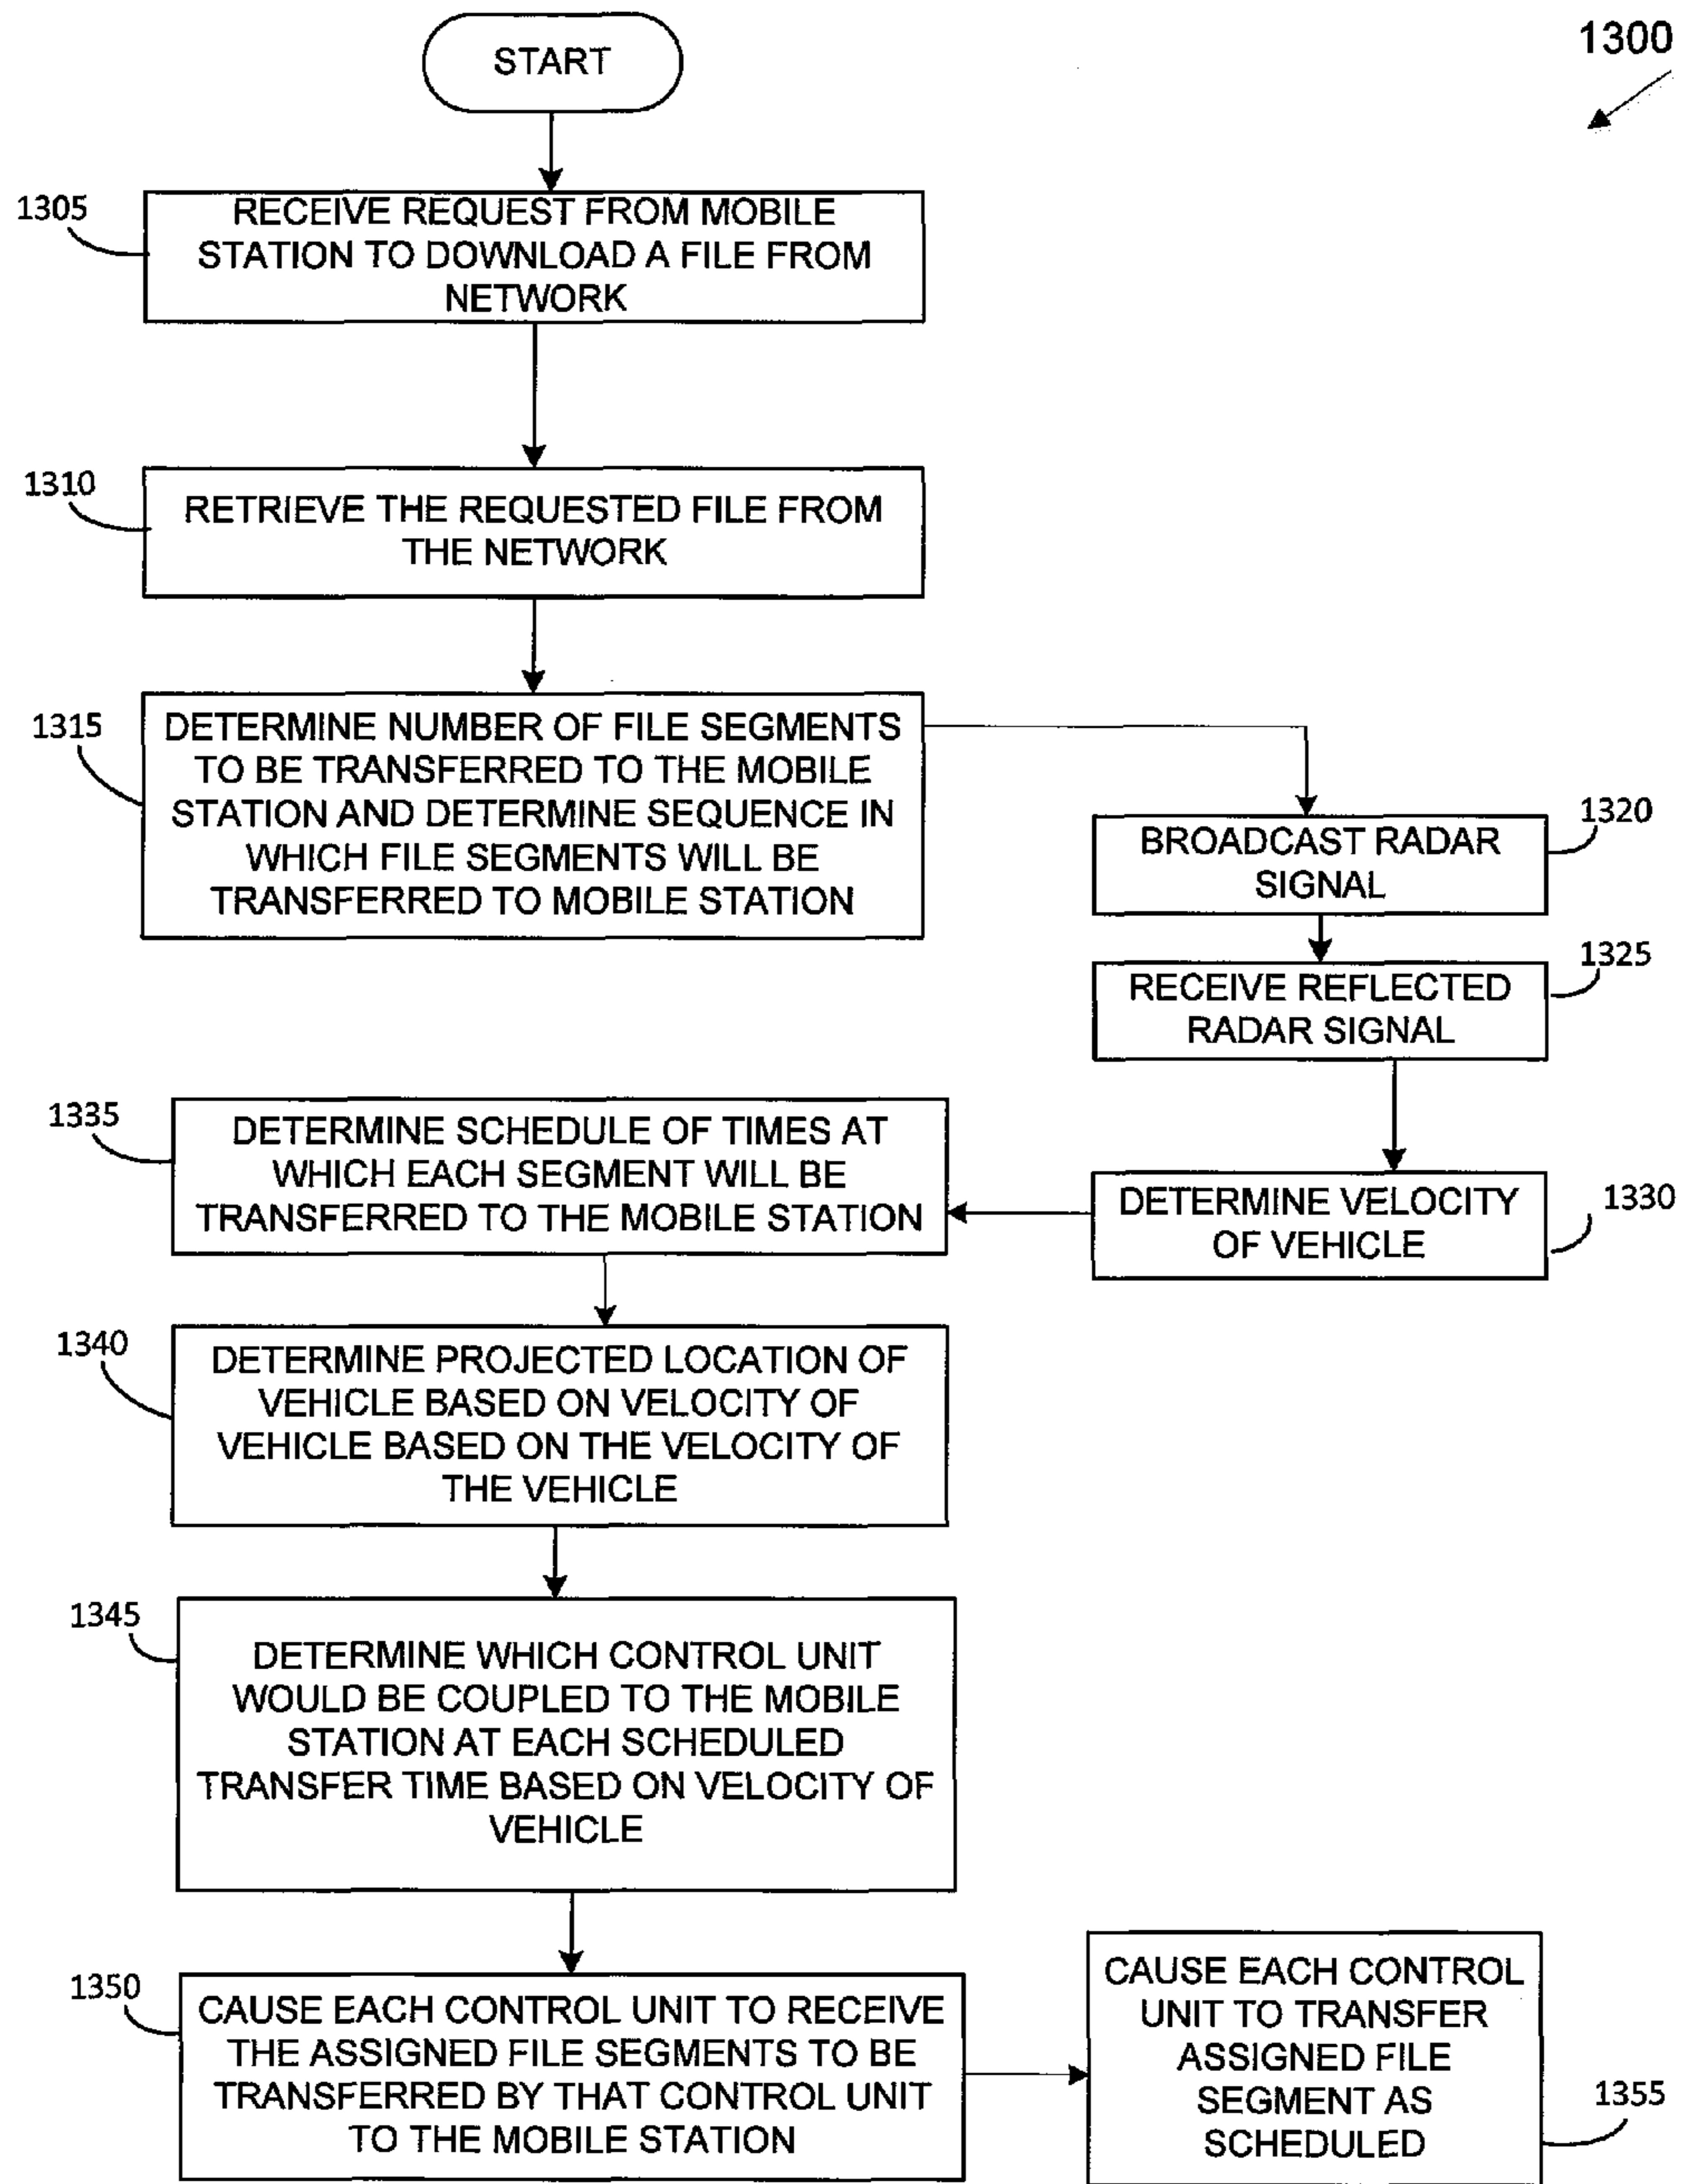 START
1300
1305
RECEIVE REQUEST FROM MOBILE
STATION TO DOWNLOAD A FILE FROM
NETWORK
1310
RETRIEVE THE REQUESTED FILE FROM
THE NETWORK
1315
DETERMINE NUMBER OF FILE SEGMENTS
TO BE TRANSFERRED TO THE MOBILE
STATION AND DETERMINE SEQUENCE IN
WHICH FILE SEGMENTS WILL BE
TRANSFERRED TO MOBILE STATION
1320
BROADCAST RADAR
SIGNAL
1325
RECEIVE REFLECTED
RADAR SIGNAL
1330
DETERMINE VELOCITY
OF VEHICLE
1335
DETERMINE SCHEDULE OF TIMES AT
WHICH EACH SEGMENT WILL BE
TRANSFERRED TO THE MOBILE STATION
1340
DETERMINE PROJECTED LOCATION OF
VEHICLE BASED ON VELOCITY OF
VEHICLE BASED ON THE VELOCITY OF
THE VEHICLE
1345
DETERMINE WHICH CONTROL UNIT
WOULD BE COUPLED TO THE MOBILE
STATION AT EACH SCHEDULED
TRANSFER TIME BASED ON VELOCITY OF
VEHICLE
1350
CAUSE EACH CONTROL UNIT TO RECEIVE
THE ASSIGNED FILE SEGMENTS TO BE
TRANSFERRED BY THAT CONTROL UNIT
TO THE MOBILE STATION
CAUSE EACH CONTROL
UNIT TO TRANSFER
ASSIGNED FILE
SEGMENT AS
SCHEDULED
1355